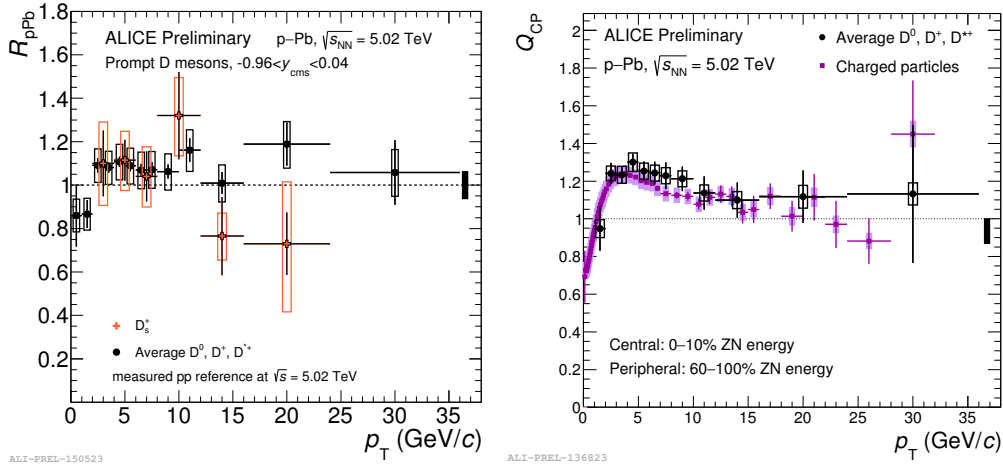 R_pPb
1.8
1.6
1.4
1.2
1
0.8
0.6
0.4
0.2
ALICE Preliminary
p–Pb, √s_NN = 5.02 TeV
Prompt D mesons, -0.96<y_cms<0.04
D_s^+
Average D^0, D^+, D^*+
measured pp reference at √s = 5.02 TeV
0 5 10 15 20 25 30 35
p_T (GeV/c)
ALI-PREL-150523
Q_CP
2
1.8
1.6
1.4
1.2
1
0.8
0.6
0.4
0.2
0
ALICE Preliminary
p–Pb, √s_NN = 5.02 TeV
Average D^0, D^+, D^*+
Charged particles
Central: 0–10% ZN energy
Peripheral: 60–100% ZN energy
0 5 10 15 20 25 30 35
p_T (GeV/c)
ALI-PREL-136823